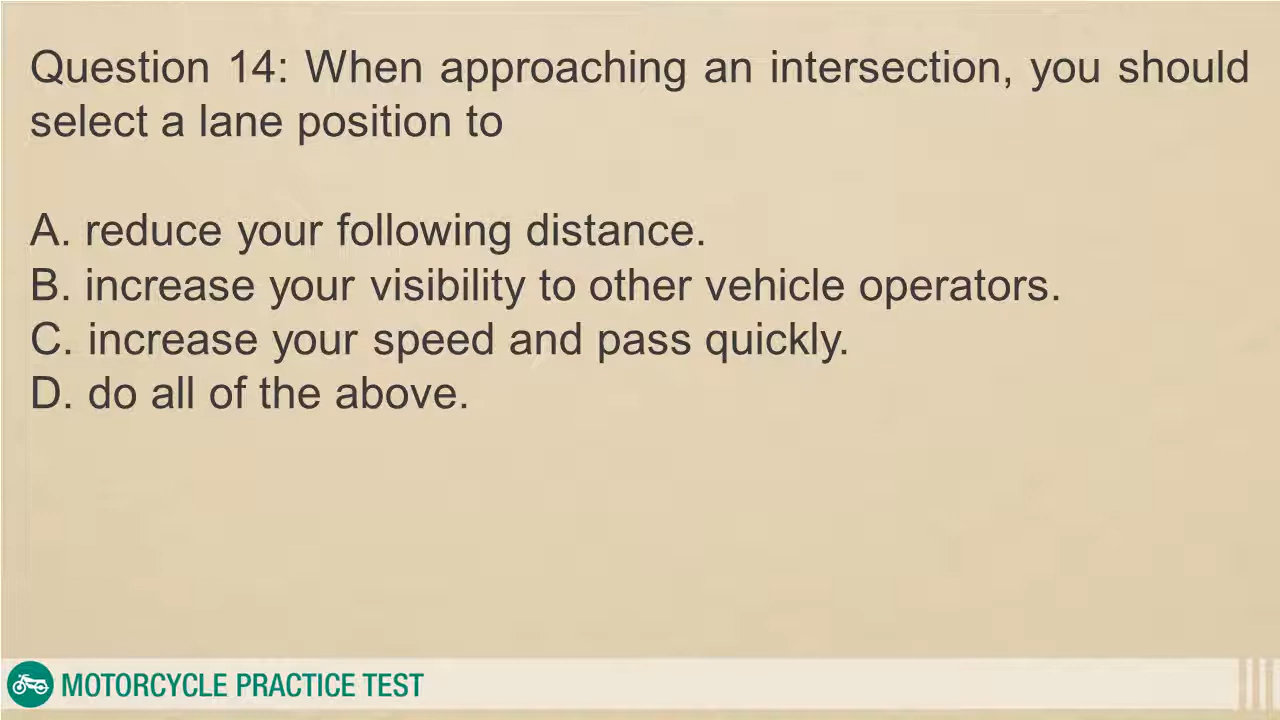 Question 14: When approaching an intersection, you should
select a lane position to
A. reduce your following distance.
B. increase your visibility to other vehicle operators.
C. increase your speed and pass quickly.
D. do all of the above.
MOTORCYCLE PRACTICE TEST